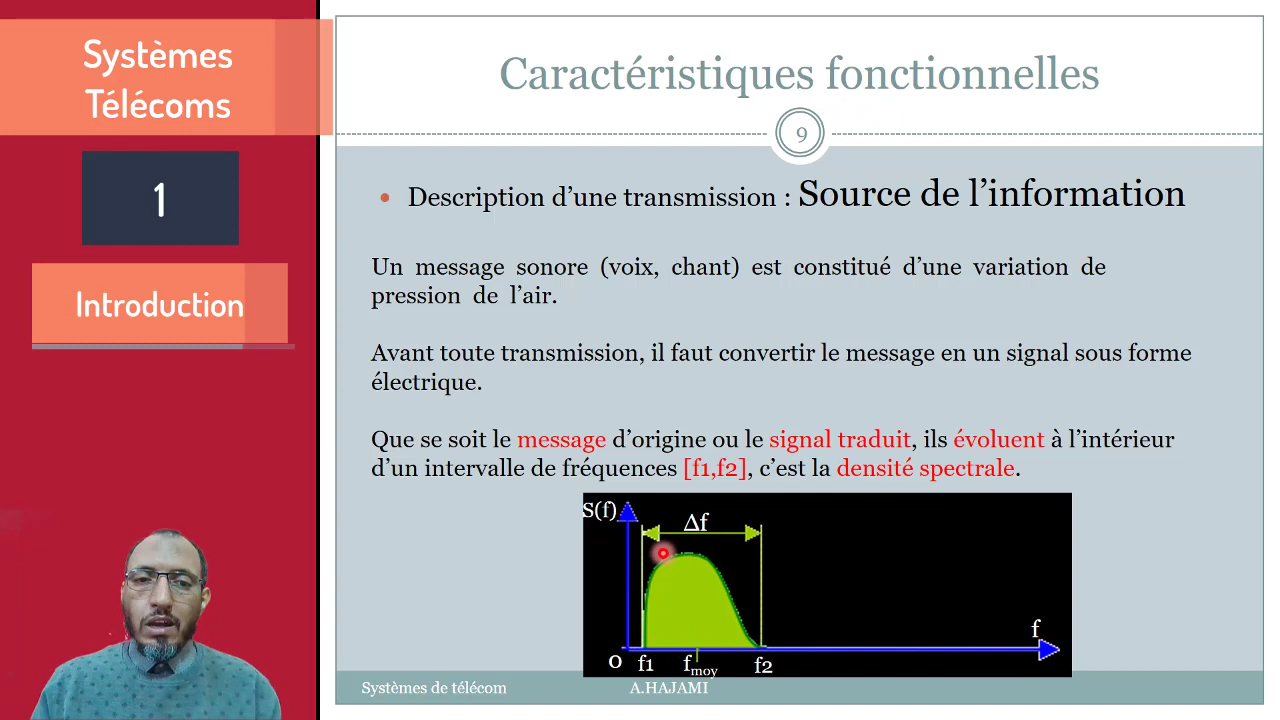 Systèmes
Télécoms
1
Introduction
Caractéristiques fonctionnelles
9
• Description d’une transmission : Source de l’information
Un message sonore (voix, chant) est constitué d’une variation de
pression de l’air.
Avant toute transmission, il faut convertir le message en un signal sous forme
électrique.
Que se soit le message d’origine ou le signal traduit, ils évoluent à l’intérieur
d’un intervalle de fréquences [f1,f2], c’est la densité spectrale.
S(f)
Δf
f
0 f1 fmoy f2
Systèmes de télécom A.HAJAMI